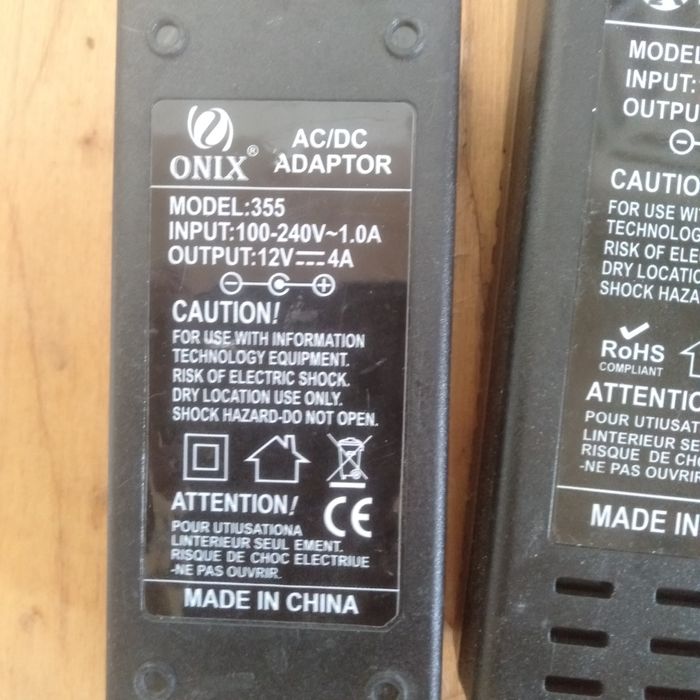 ONIX®
AC/DC
ADAPTOR
MODEL:355
INPUT:100-240V~1.0A
OUTPUT:12V⎓4A
CAUTION!
FOR USE WITH INFORMATION
TECHNOLOGY EQUIPMENT.
RISK OF ELECTRIC SHOCK.
DRY LOCATION USE ONLY.
SHOCK HAZARD-DO NOT OPEN.
CE
ATTENTION!
POUR UTIUSATIONA
LINTERIEUR SEUL EMENT.
RISQUE DE CHOC ELECTRIUE
-NE PAS OUVRIR.
MADE IN CHINA
MODEL
INPUT:
OUTPU
CAUTIO
FOR USE WI
TECHNOLOG
RISK OF ELE
DRY LOCATIO
SHOCK HAZA
RoHS
COMPLIANT
ATTENTIO
POUR UTIUSAT
LINTERIEUR SE
RISQUE DE CHO
-NE PAS OUVRIR
MADE IN